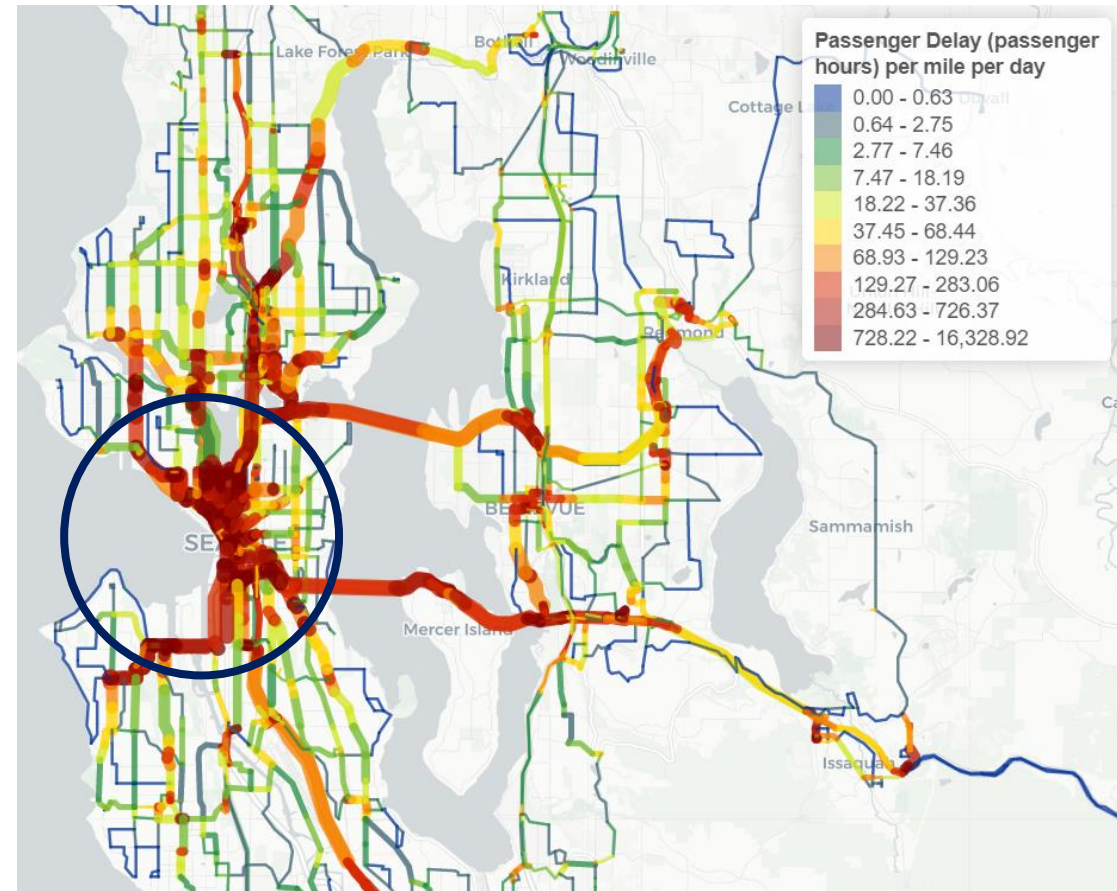 Passenger Delay (passenger
hours) per mile per day
0.00 - 0.63
0.64 - 2.75
2.77 - 7.46
7.47 - 18.19
18.22 - 37.36
37.45 - 68.44
68.93 - 129.23
129.27 - 283.06
284.63 - 726.37
728.22 - 16,328.92
Lake Forest Park
Woodinville
Cottage
Duvall
Kirkland
Redmond
Sammamish
Mercer Island